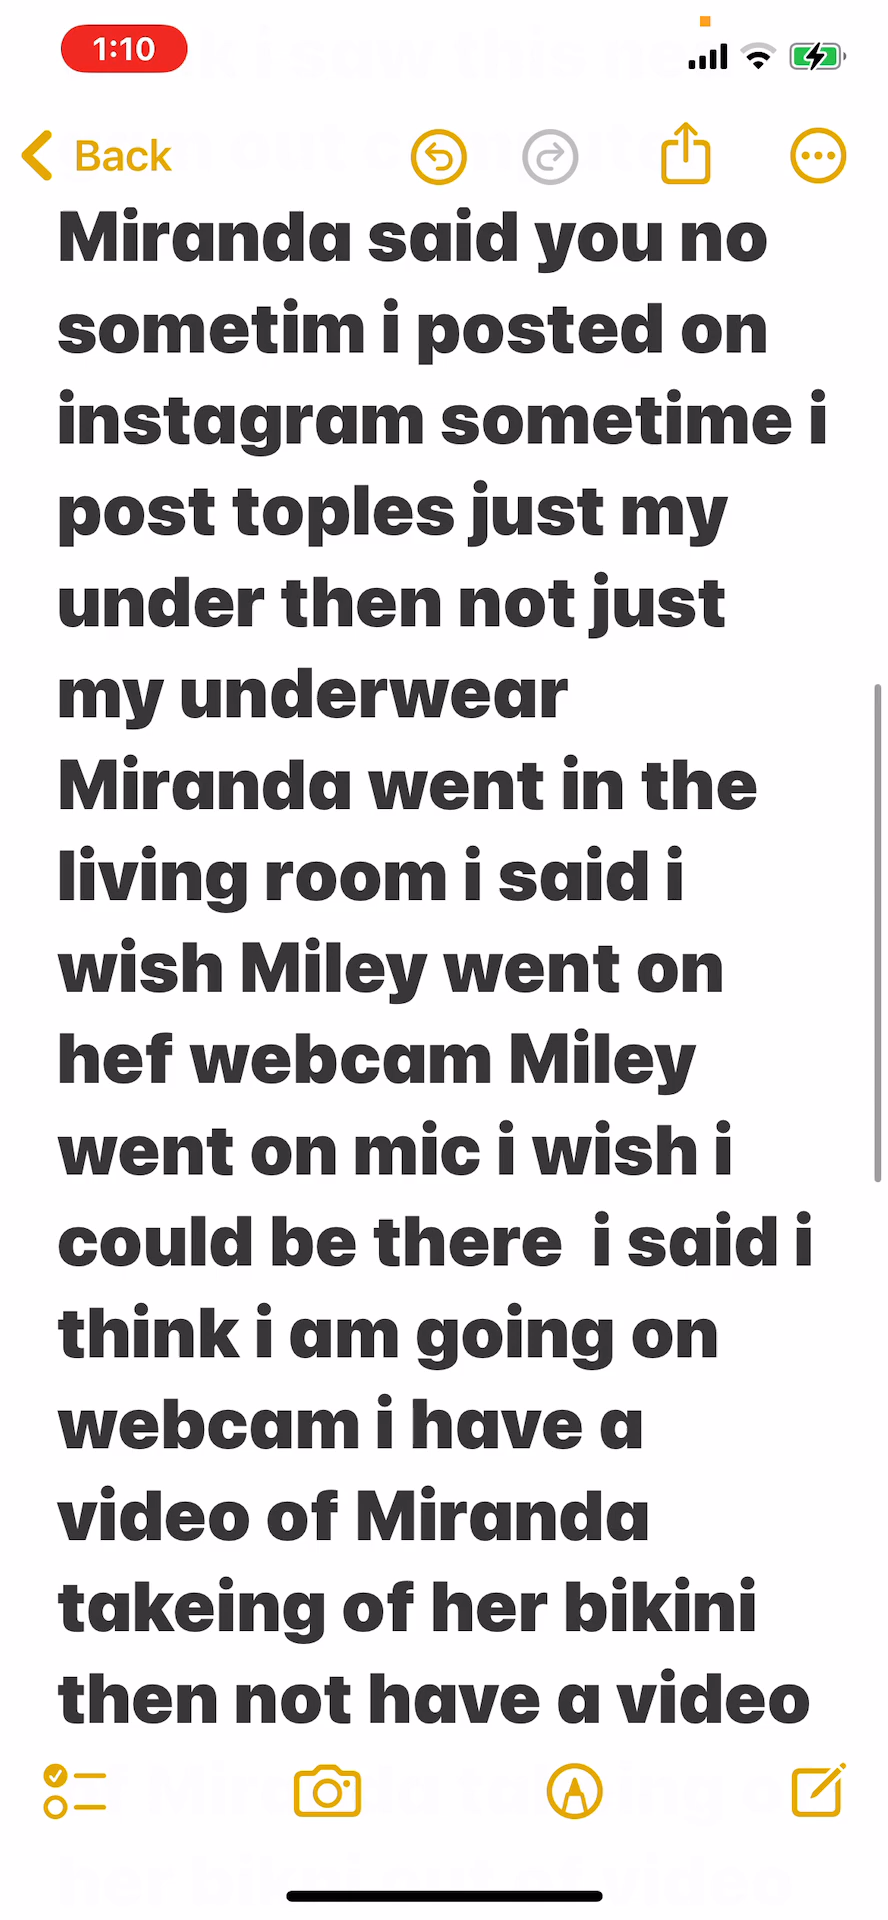 1:10
Back
Miranda said you no
sometim i posted on
instagram sometime i
post toples just my
under then not just
my underwear
Miranda went in the
living room i said i
wish Miley went on
hef webcam Miley
went on mic i wish i
could be there  i said i
think i am going on
webcam i have a
video of Miranda
takeing of her bikini
then not have a video